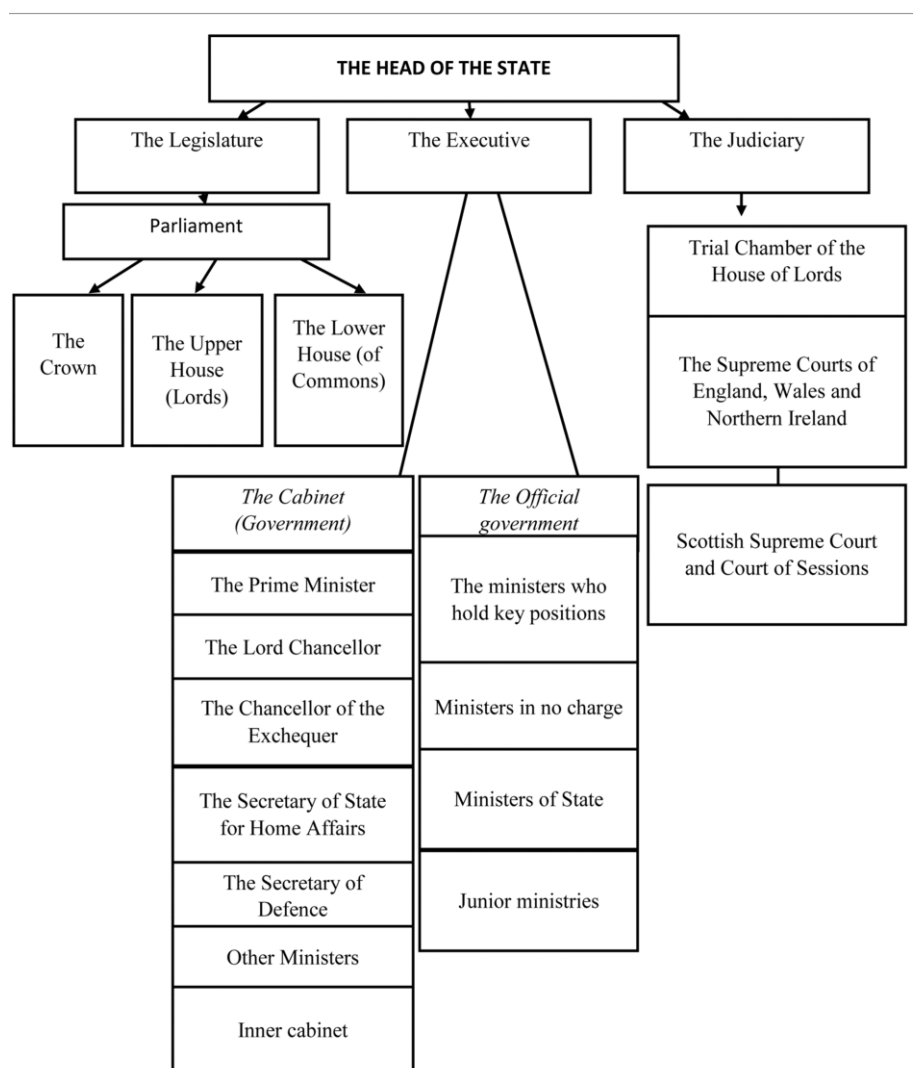 THE HEAD OF THE STATE
The Legislature
The Executive
The Judiciary
Parliament
The
Crown
The Upper
House
(Lords)
The Lower
House (of
Commons)
Trial Chamber of the
House of Lords
The Supreme Courts of
England, Wales and
Northern Ireland
Scottish Supreme Court
and Court of Sessions
The Cabinet
(Government)
The Prime Minister
The Lord Chancellor
The Chancellor of the
Exchequer
The Secretary of State
for Home Affairs
The Secretary of
Defence
Other Ministers
Inner cabinet
The Official
government
The ministers who
hold key positions
Ministers in no charge
Ministers of State
Junior ministries